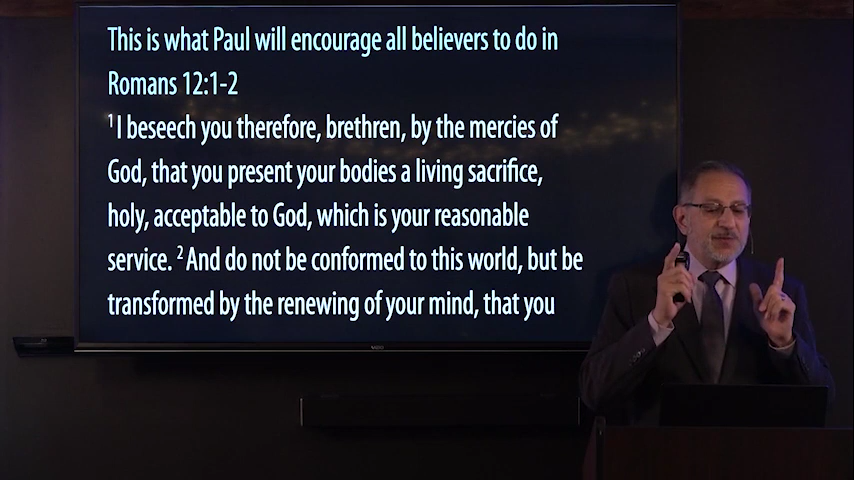 This is what Paul will encourage all believers to do in
Romans 12:1-2
¹ I beseech you therefore, brethren, by the mercies of
God, that you present your bodies a living sacrifice,
holy, acceptable to God, which is your reasonable
service. ² And do not be conformed to this world, but be
transformed by the renewing of your mind, that you